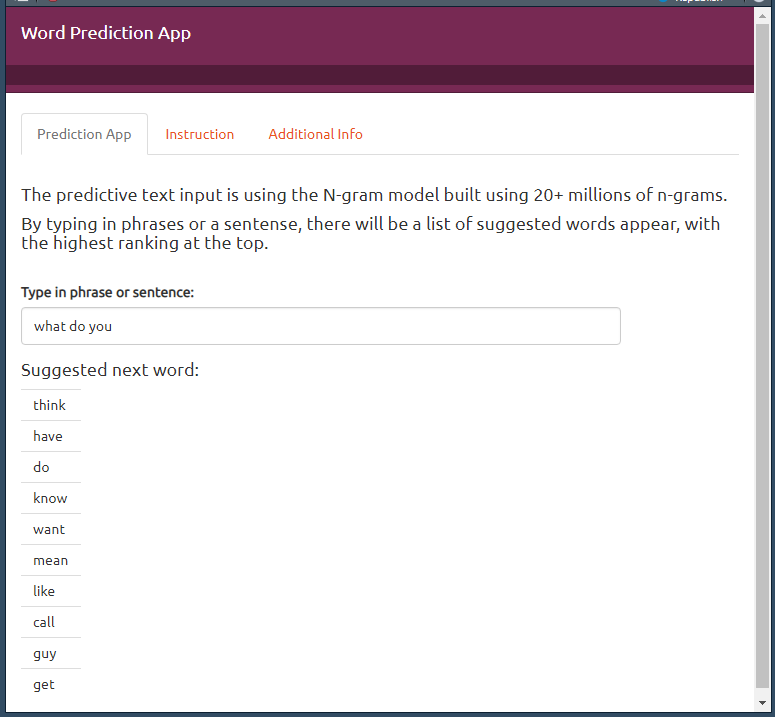 Word Prediction App
Prediction App
Instruction
Additional Info
The predictive text input is using the N-gram model built using 20+ millions of n-grams.
By typing in phrases or a sentense, there will be a list of suggested words appear, with
the highest ranking at the top.
Type in phrase or sentence:
what do you
Suggested next word:
think
have
do
know
want
mean
like
call
guy
get